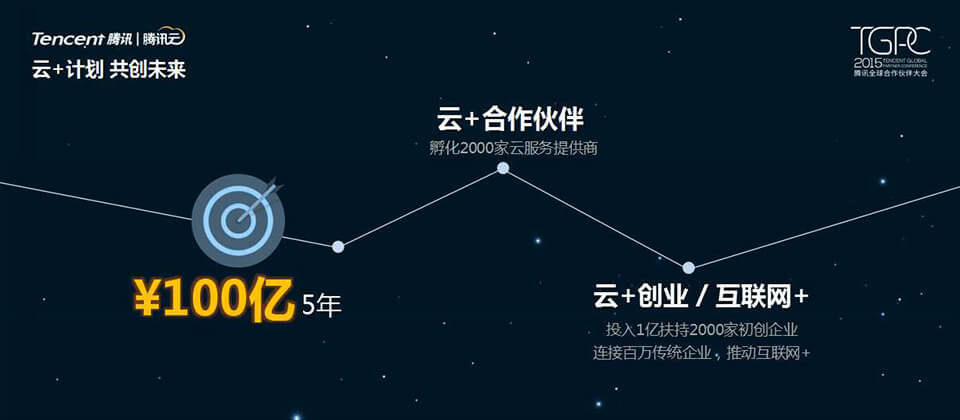 Tencent 腾讯 | 腾讯云
云+计划 共创未来
TGPC
2015 TENCENT GLOBAL
PARTNER CONFERENCE
腾讯全球合作伙伴大会
云+合作伙伴
孵化2000家云服务提供商
¥100亿 5年
云+创业 / 互联网+
投入1亿扶持2000家初创企业
连接百万传统企业，推动互联网+